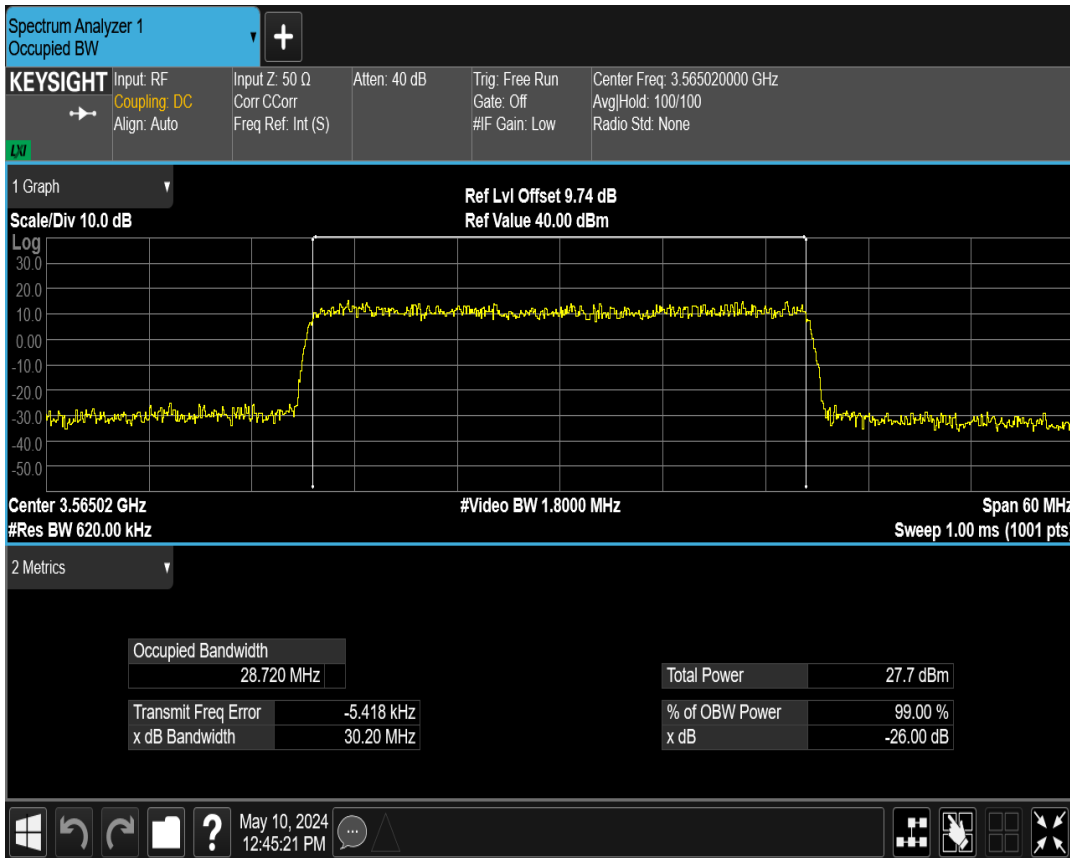 Spectrum Analyzer 1
Occupied BW
+
KEYSIGHT
LXI
Input: RF
Coupling: DC
Align: Auto
Input Z: 50 Ω
Corr CCorr
Freq Ref: Int (S)
Atten: 40 dB
Trig: Free Run
Gate: Off
#IF Gain: Low
Center Freq: 3.565020000 GHz
Avg|Hold: 100/100
Radio Std: None
1 Graph
Scale/Div 10.0 dB
Ref Lvl Offset 9.74 dB
Ref Value 40.00 dBm
Log
30.0
20.0
10.0
0.00
-10.0
-20.0
-30.0
-40.0
-50.0
Center 3.56502 GHz
#Video BW 1.8000 MHz
Span 60 MHz
#Res BW 620.00 kHz
Sweep 1.00 ms (1001 pts)
2 Metrics
Occupied Bandwidth
28.720 MHz
Total Power 27.7 dBm
Transmit Freq Error -5.418 kHz
% of OBW Power 99.00 %
x dB Bandwidth 30.20 MHz
x dB -26.00 dB
?
May 10, 2024
12:45:21 PM